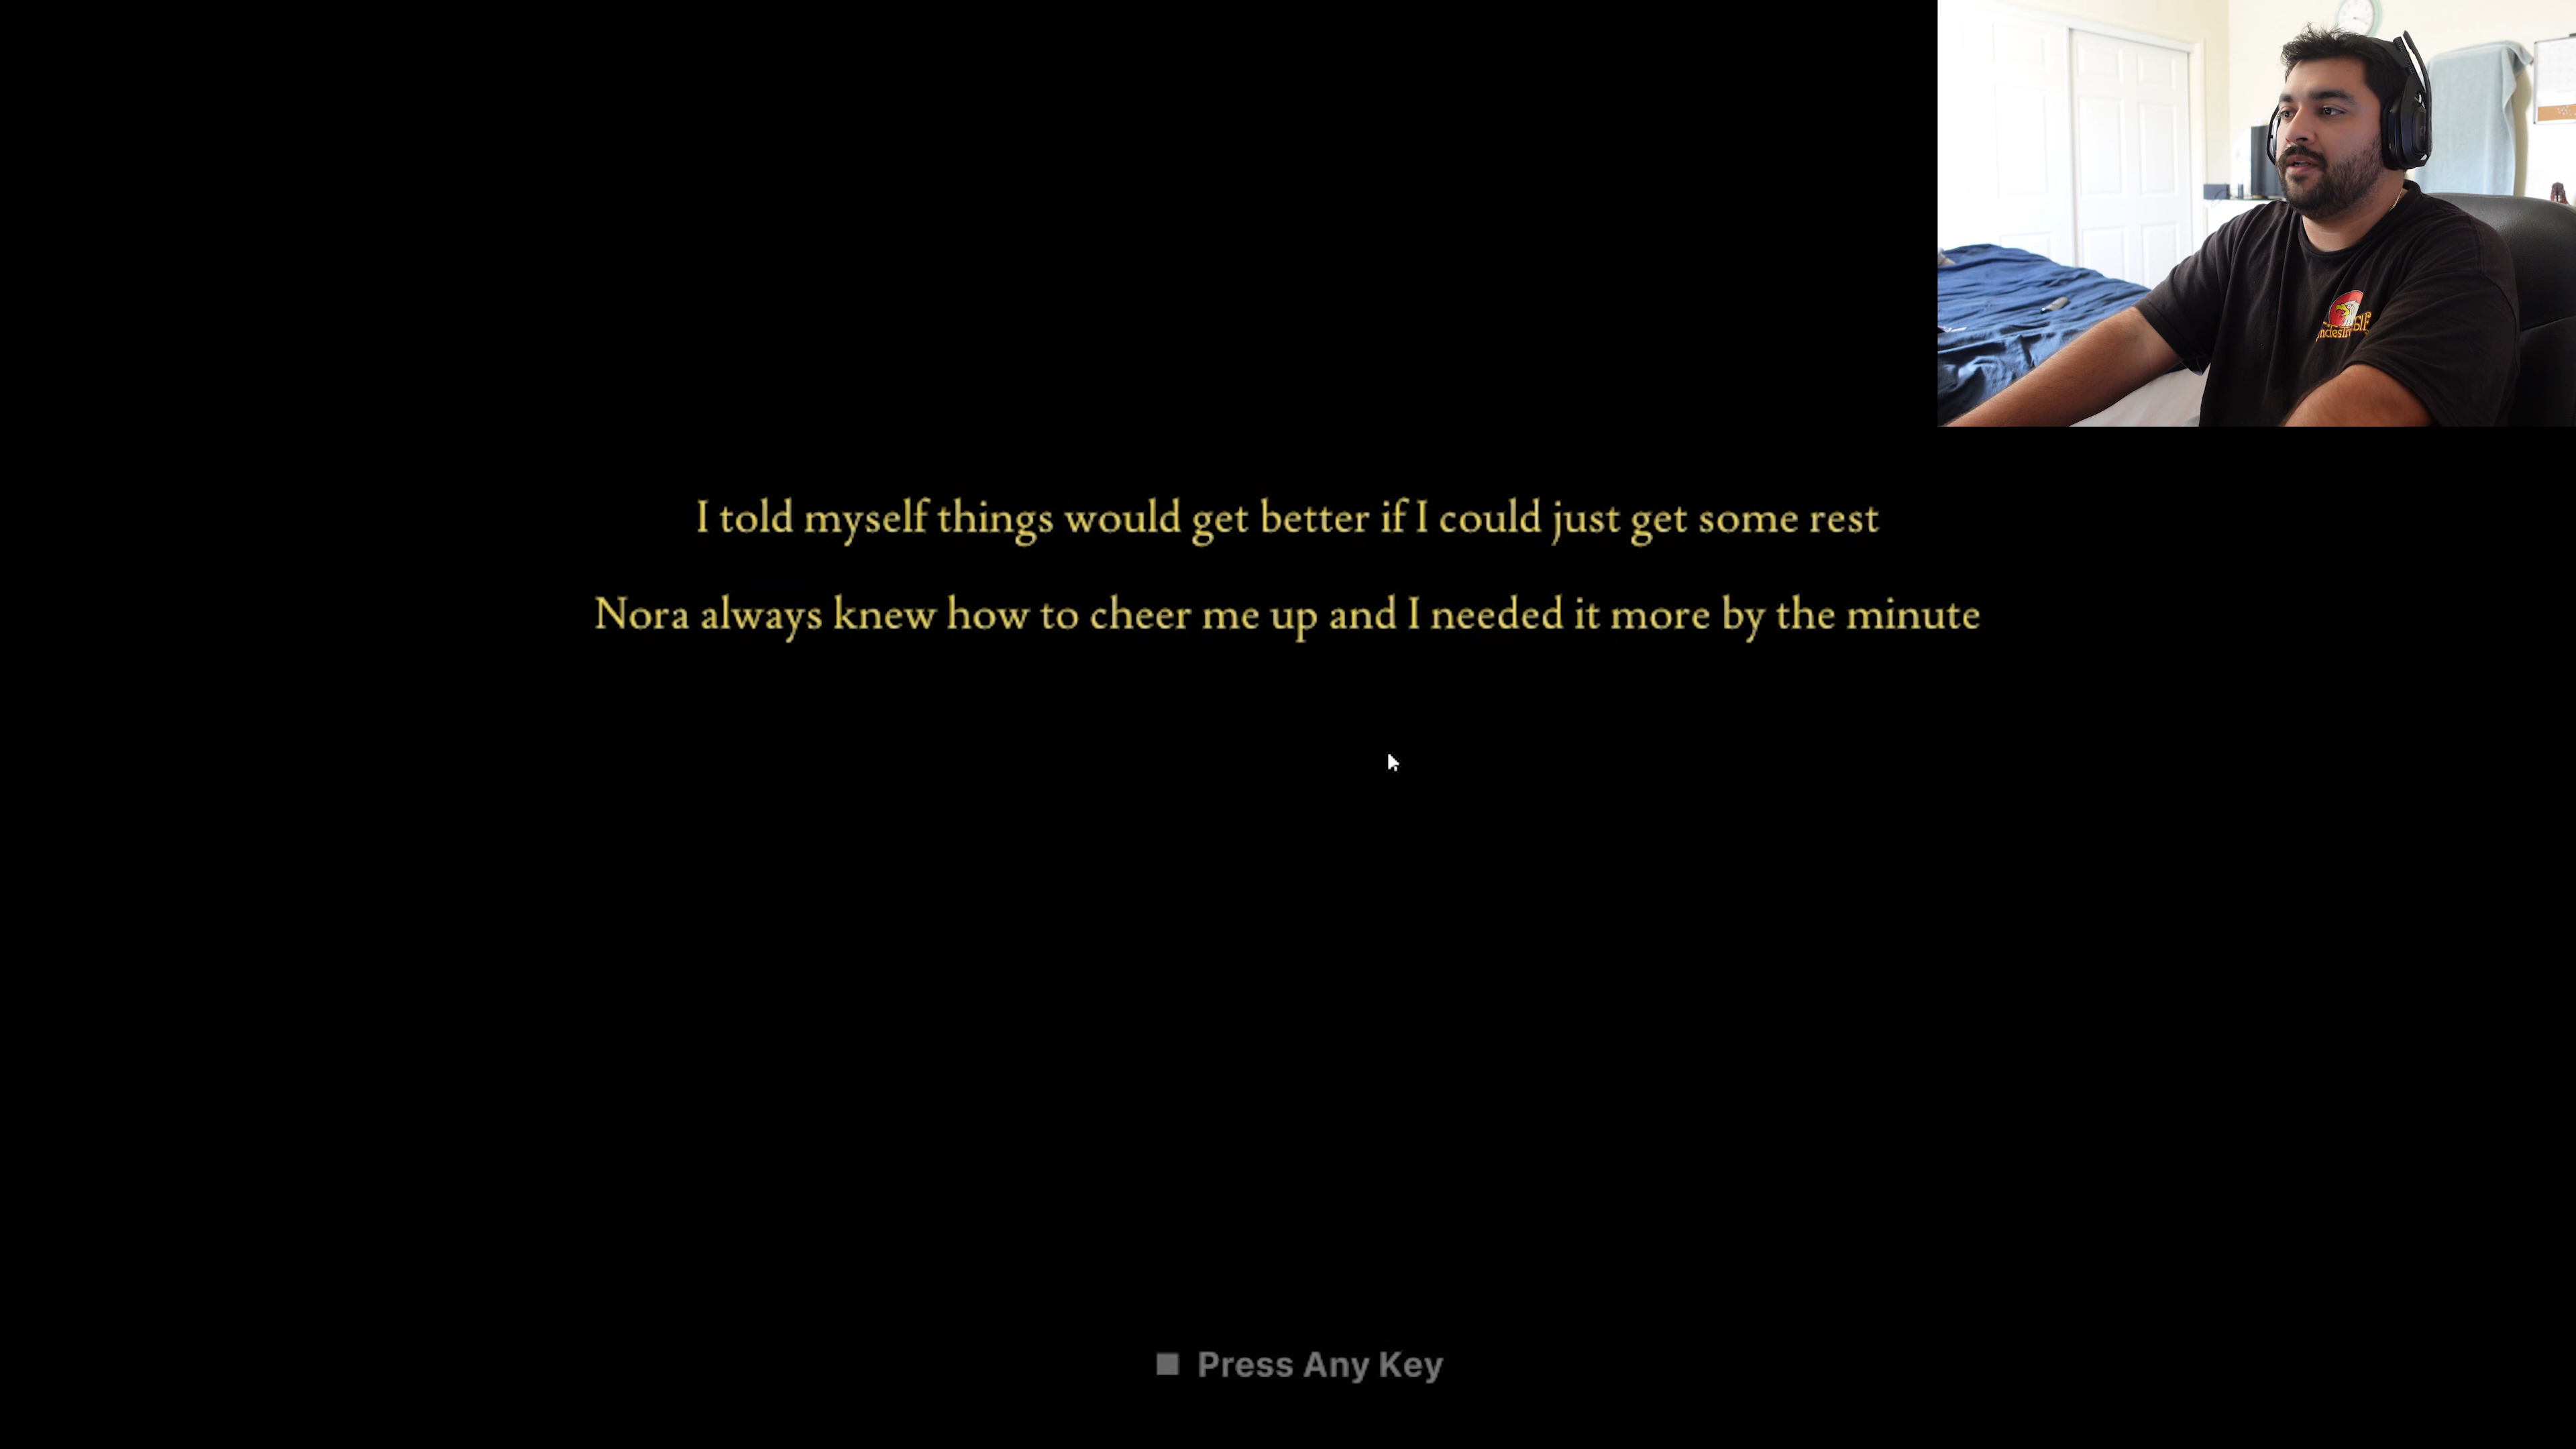 I told myself things would get better if I could just get some rest
Nora always knew how to cheer me up and I needed it more by the minute
Press Any Key